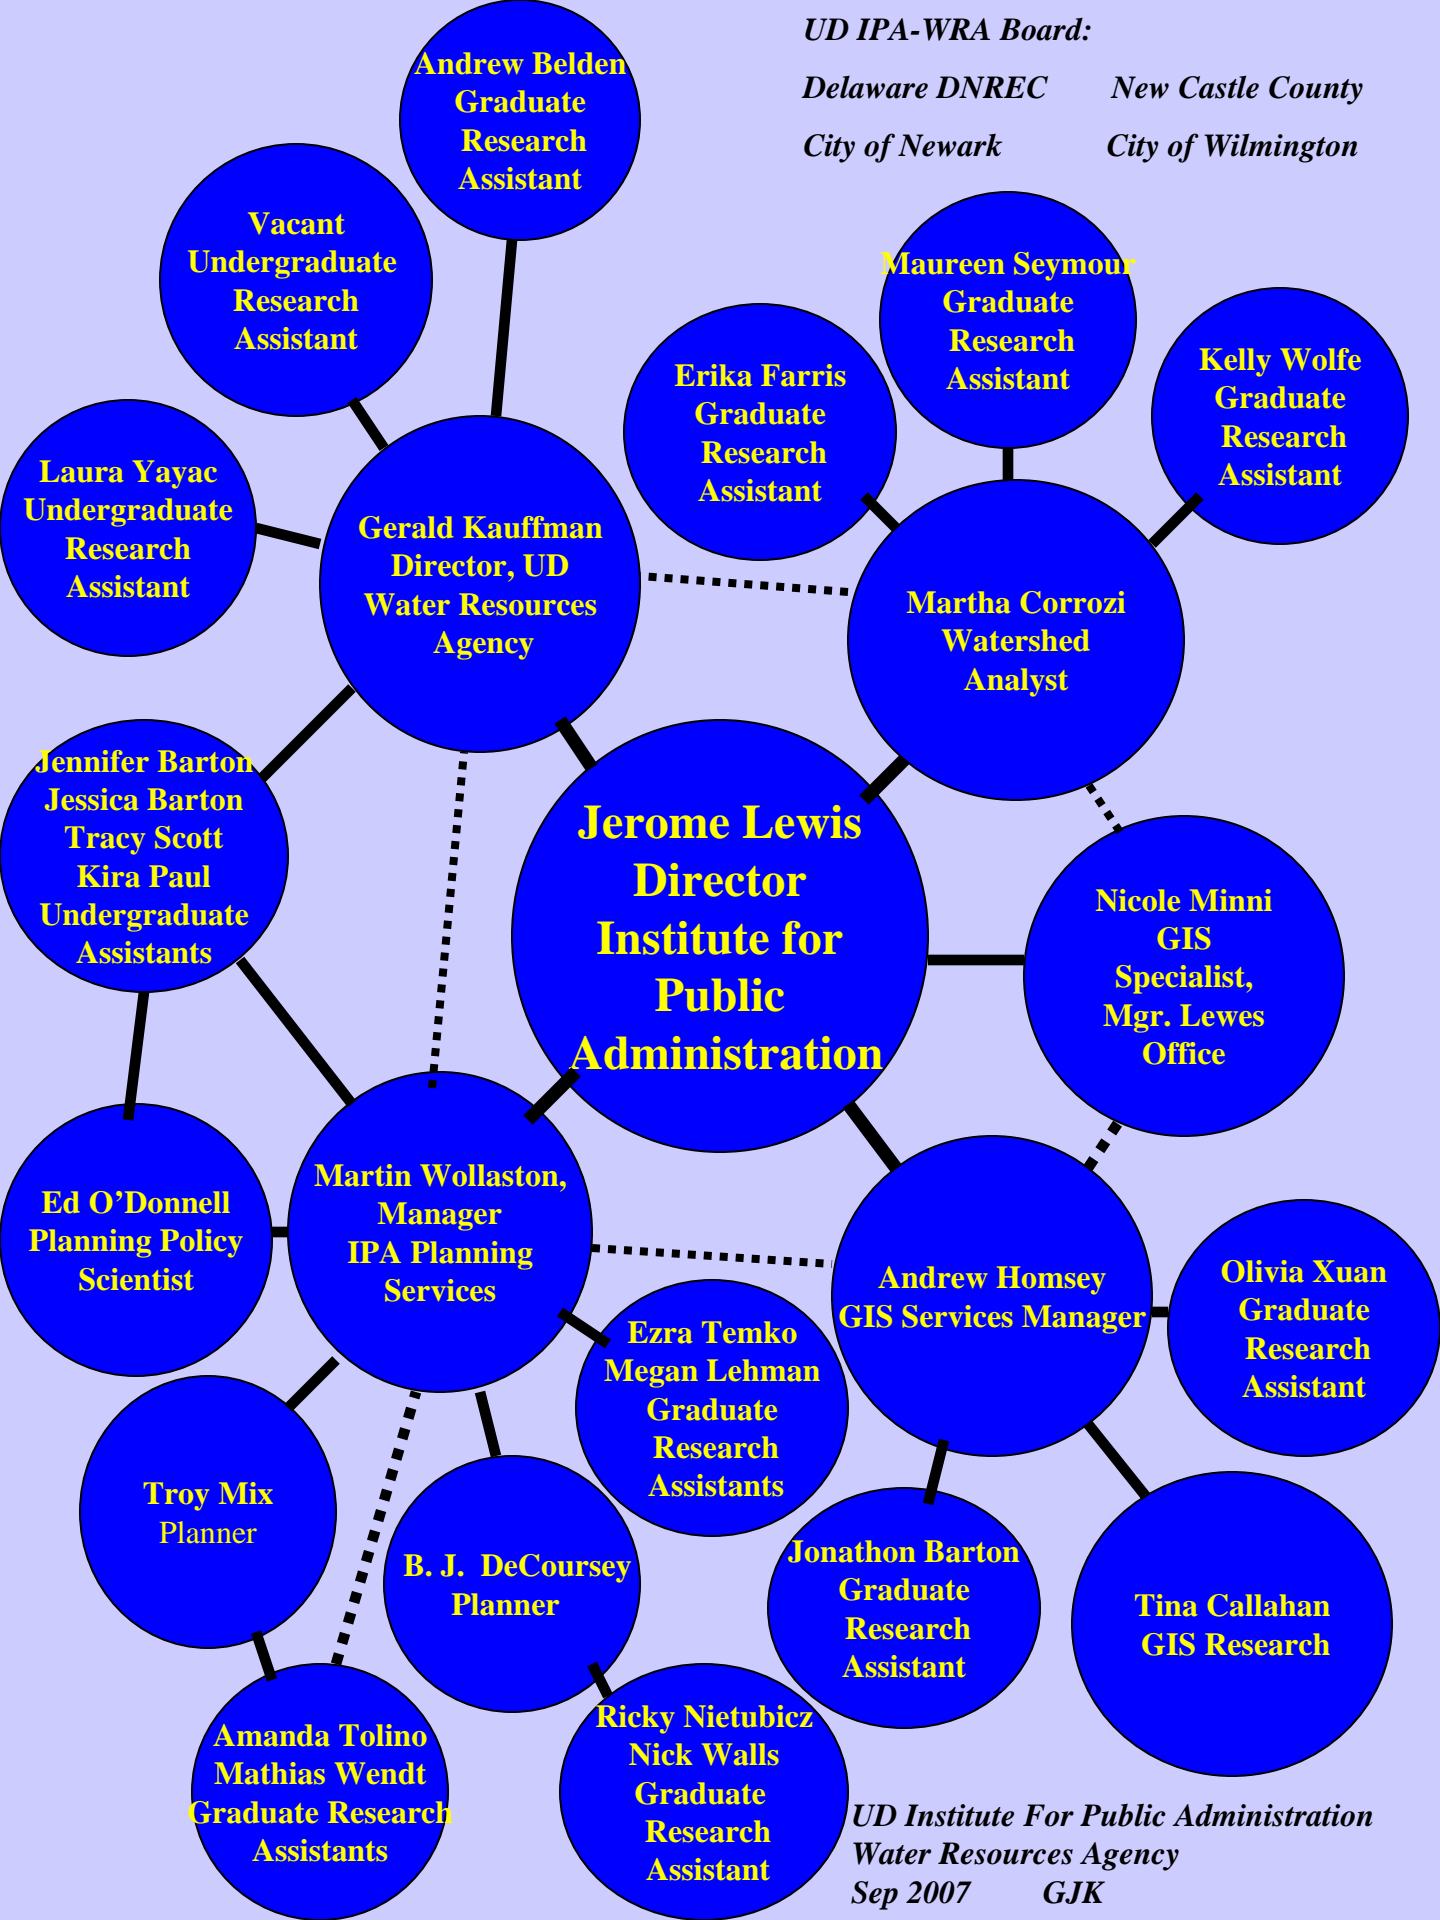 UD IPA-WRA Board:
Delaware DNREC New Castle County
City of Newark City of Wilmington
Andrew Belden
Graduate
Research
Assistant
Vacant
Undergraduate
Research
Assistant
Laura Yayac
Undergraduate
Research
Assistant
Gerald Kauffman
Director, UD
Water Resources
Agency
Erika Farris
Graduate
Research
Assistant
Maureen Seymour
Graduate
Research
Assistant
Kelly Wolfe
Graduate
Research
Assistant
Martha Corrozi
Watershed
Analyst
Jennifer Barton
Jessica Barton
Tracy Scott
Kira Paul
Undergraduate
Assistants
Jerome Lewis
Director
Institute for
Public
Administration
Nicole Minni
GIS
Specialist,
Mgr. Lewes
Office
Ed O’Donnell
Planning Policy
Scientist
Martin Wollaston,
Manager
IPA Planning
Services
Andrew Homsey
GIS Services Manager
Olivia Xuan
Graduate
Research
Assistant
Ezra Temko
Megan Lehman
Graduate
Research
Assistants
Troy Mix
Planner
B. J. DeCoursey
Planner
Jonathon Barton
Graduate
Research
Assistant
Tina Callahan
GIS Research
Amanda Tolino
Mathias Wendt
Graduate Research
Assistants
Ricky Nietubicz
Nick Walls
Graduate
Research
Assistant
UD Institute For Public Administration
Water Resources Agency
Sep 2007 GJK